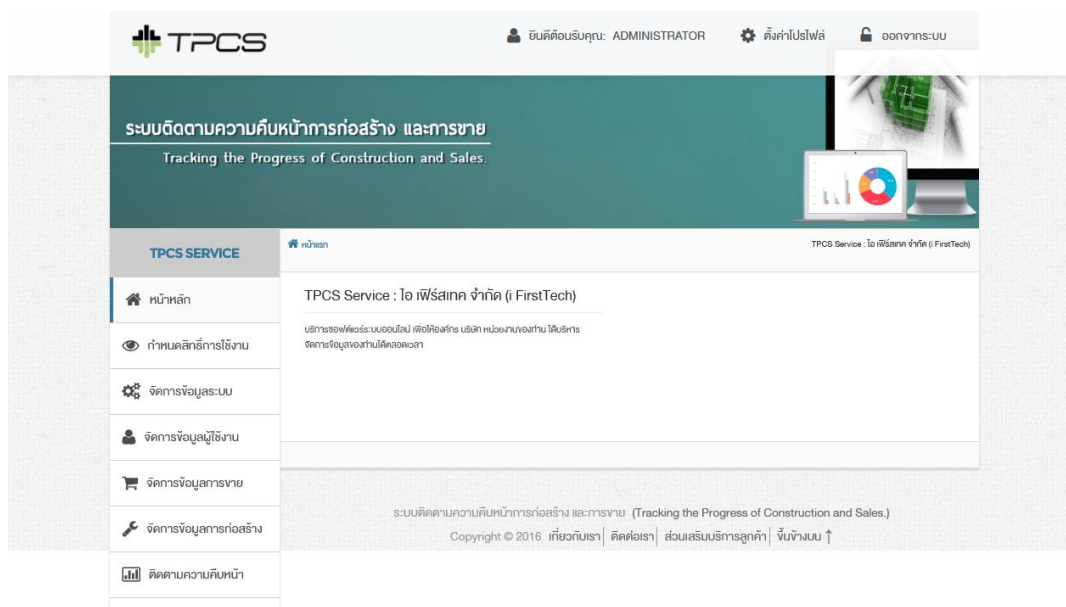 TPCS
ยินดีต้อนรับคุณ: ADMINISTRATOR
ตั้งค่าโปรไฟล์
ออกจากระบบ
ระบบติดตามความคืบหน้าการก่อสร้าง และการขาย
Tracking the Progress of Construction and Sales.
TPCS SERVICE
หน้าแรก
TPCS Service : ไอ เฟิร์สเทค จำกัด (i FirstTech)
หน้าหลัก
กำหนดสิทธิ์การใช้งาน
จัดการข้อมูลระบบ
จัดการข้อมูลผู้ใช้งาน
จัดการข้อมูลการขาย
จัดการข้อมูลการก่อสร้าง
ติดตามความคืบหน้า
TPCS Service : ไอ เฟิร์สเทค จำกัด (i FirstTech)
บริการซอฟต์แวร์ระบบออนไลน์ เพื่อให้องค์กร บริษัท หน่วยงานของท่าน ได้บริหาร
จัดการข้อมูลของท่านได้ตลอดเวลา
ระบบติดตามความคืบหน้าการก่อสร้าง และการขาย (Tracking the Progress of Construction and Sales.)
Copyright © 2016 เกี่ยวกับเรา| ติดต่อเรา| ส่วนเสริมบริการลูกค้า| ขึ้นข้างบน ↑